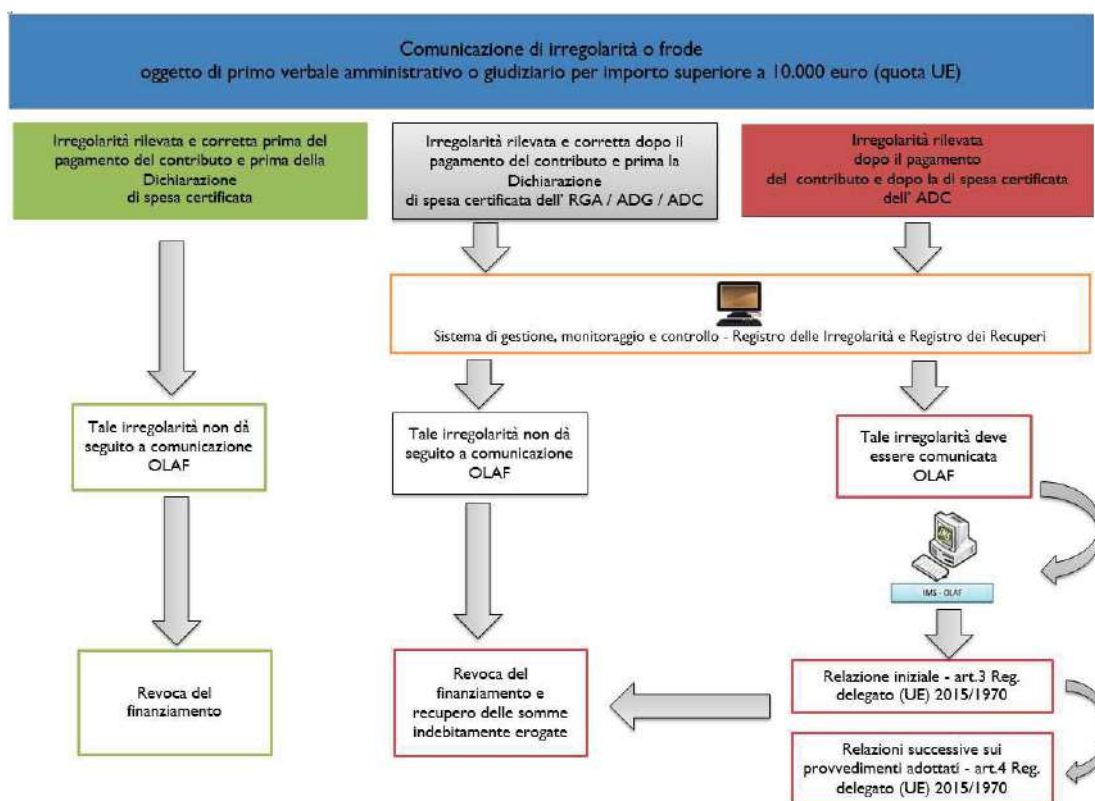 Comunicazione di irregolarità o frode
oggetto di primo verbale amministrativo o giudiziario per importo superiore a 10.000 euro (quota UE)
Irregolarità rilevata e corretta prima del
pagamento del contributo e prima della
Dichiarazione
di spesa certificata
Irregolarità rilevata e corretta dopo il
pagamento del contributo e prima la
Dichiarazione
di spesa certificata dell' RGA / ADG / ADC
Irregolarità rilevata
dopo il pagamento
del contributo e dopo la di spesa certificata
dell' ADC
Sistema di gestione, monitoraggio e controllo - Registro delle Irregolarità e Registro dei Recuperi
Tale irregolarità non dà
seguito a comunicazione
OLAF
Tale irregolarità non dà
seguito a comunicazione
OLAF
Tale irregolarità deve
essere comunicata
OLAF
IMS - OLAF
Revoca del
finanziamento
Revoca del
finanziamento e
recupero delle somme
indebitamente erogate
Relazione iniziale - art.3 Reg.
delegato (UE) 2015/1970
Relazioni successive sui
provvedimenti adottati - art.4 Reg.
delegato (UE) 2015/1970